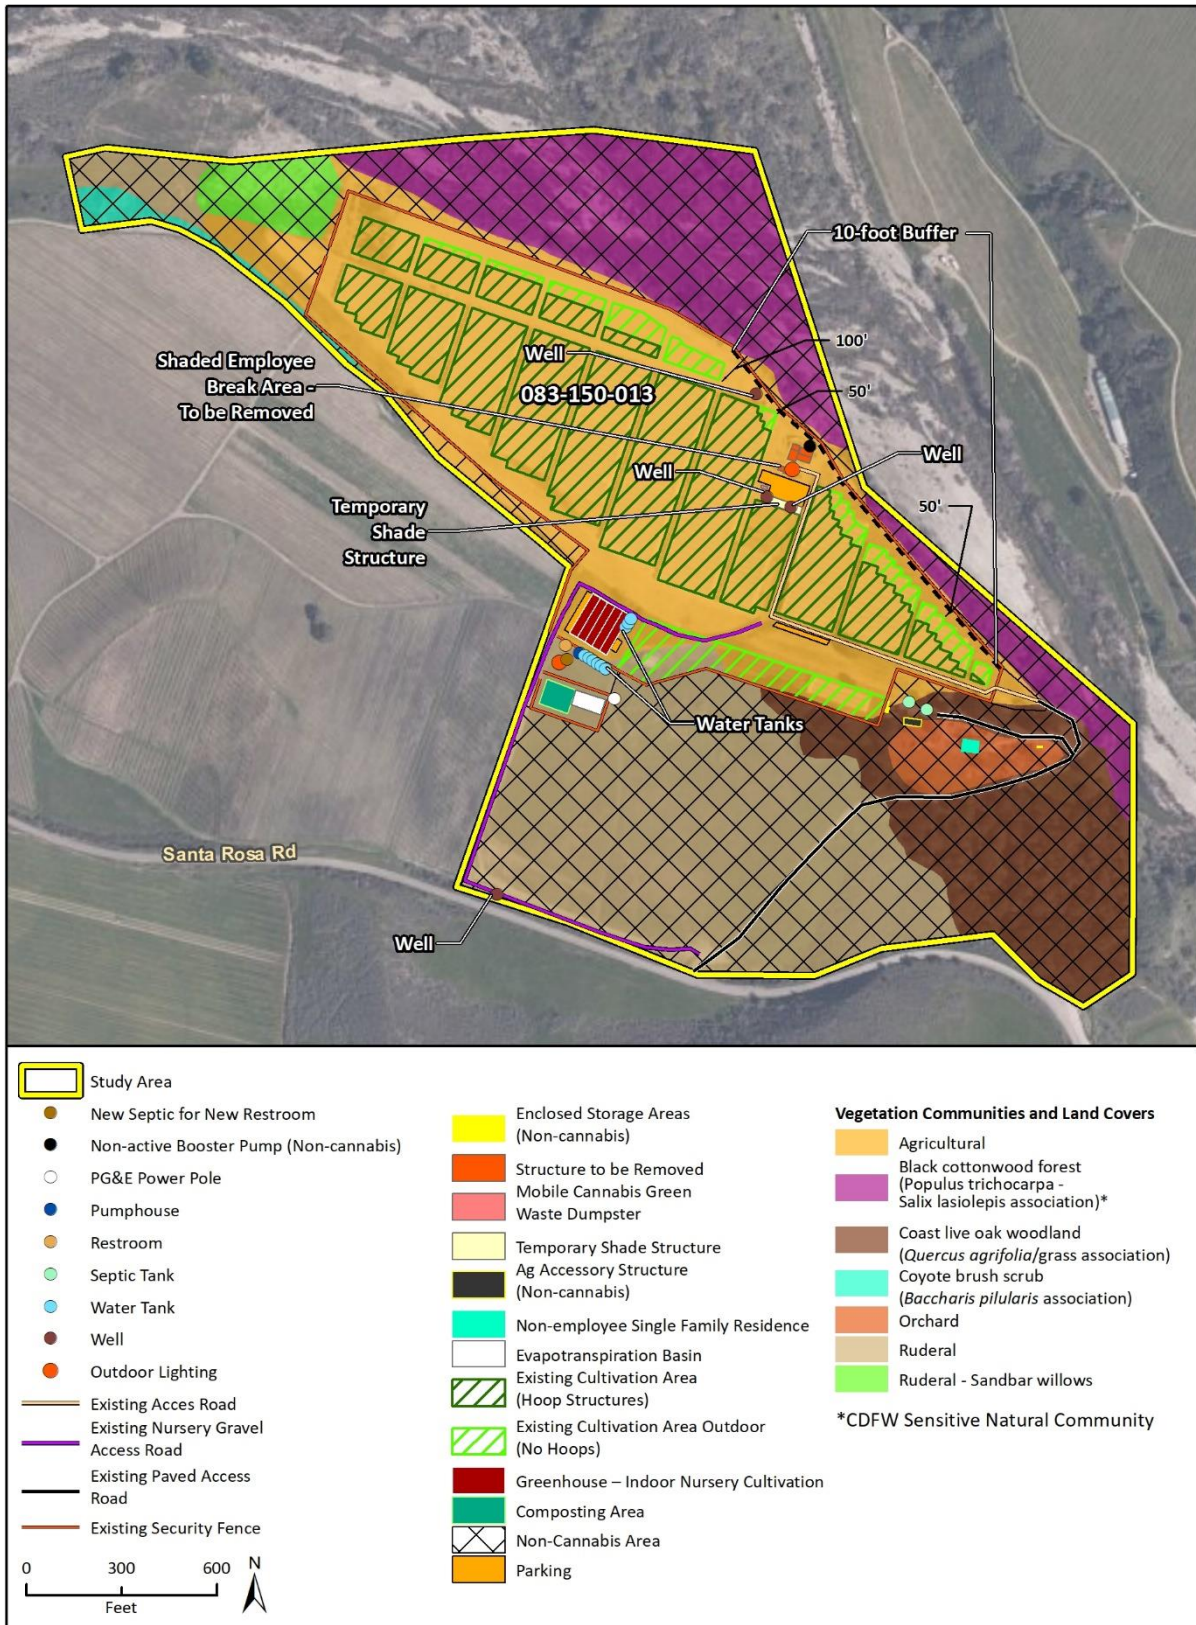 10-foot Buffer
100'
Well
Shaded Employee
Break Area -
To be Removed
083-150-013
50'
Well
Well
Temporary
Shade
Structure
50'
Water Tanks
Santa Rosa Rd
Well
Study Area
New Septic for New Restroom
Non-active Booster Pump (Non-cannabis)
PG&E Power Pole
Pumphouse
Restroom
Septic Tank
Water Tank
Well
Outdoor Lighting
Existing Acces Road
Existing Nursery Gravel
Access Road
Existing Paved Access
Road
Existing Security Fence
0 300 600
Feet
N
Enclosed Storage Areas
(Non-cannabis)
Structure to be Removed
Mobile Cannabis Green
Waste Dumpster
Temporary Shade Structure
Ag Accessory Structure
(Non-cannabis)
Non-employee Single Family Residence
Evapotranspiration Basin
Existing Cultivation Area
(Hoop Structures)
Existing Cultivation Area Outdoor
(No Hoops)
Greenhouse – Indoor Nursery Cultivation
Composting Area
Non-Cannabis Area
Parking
Vegetation Communities and Land Covers
Agricultural
Black cottonwood forest
(Populus trichocarpa -
Salix lasiolepis association)*
Coast live oak woodland
(Quercus agrifolia/grass association)
Coyote brush scrub
(Baccharis pilularis association)
Orchard
Ruderal
Ruderal - Sandbar willows
*CDFW Sensitive Natural Community